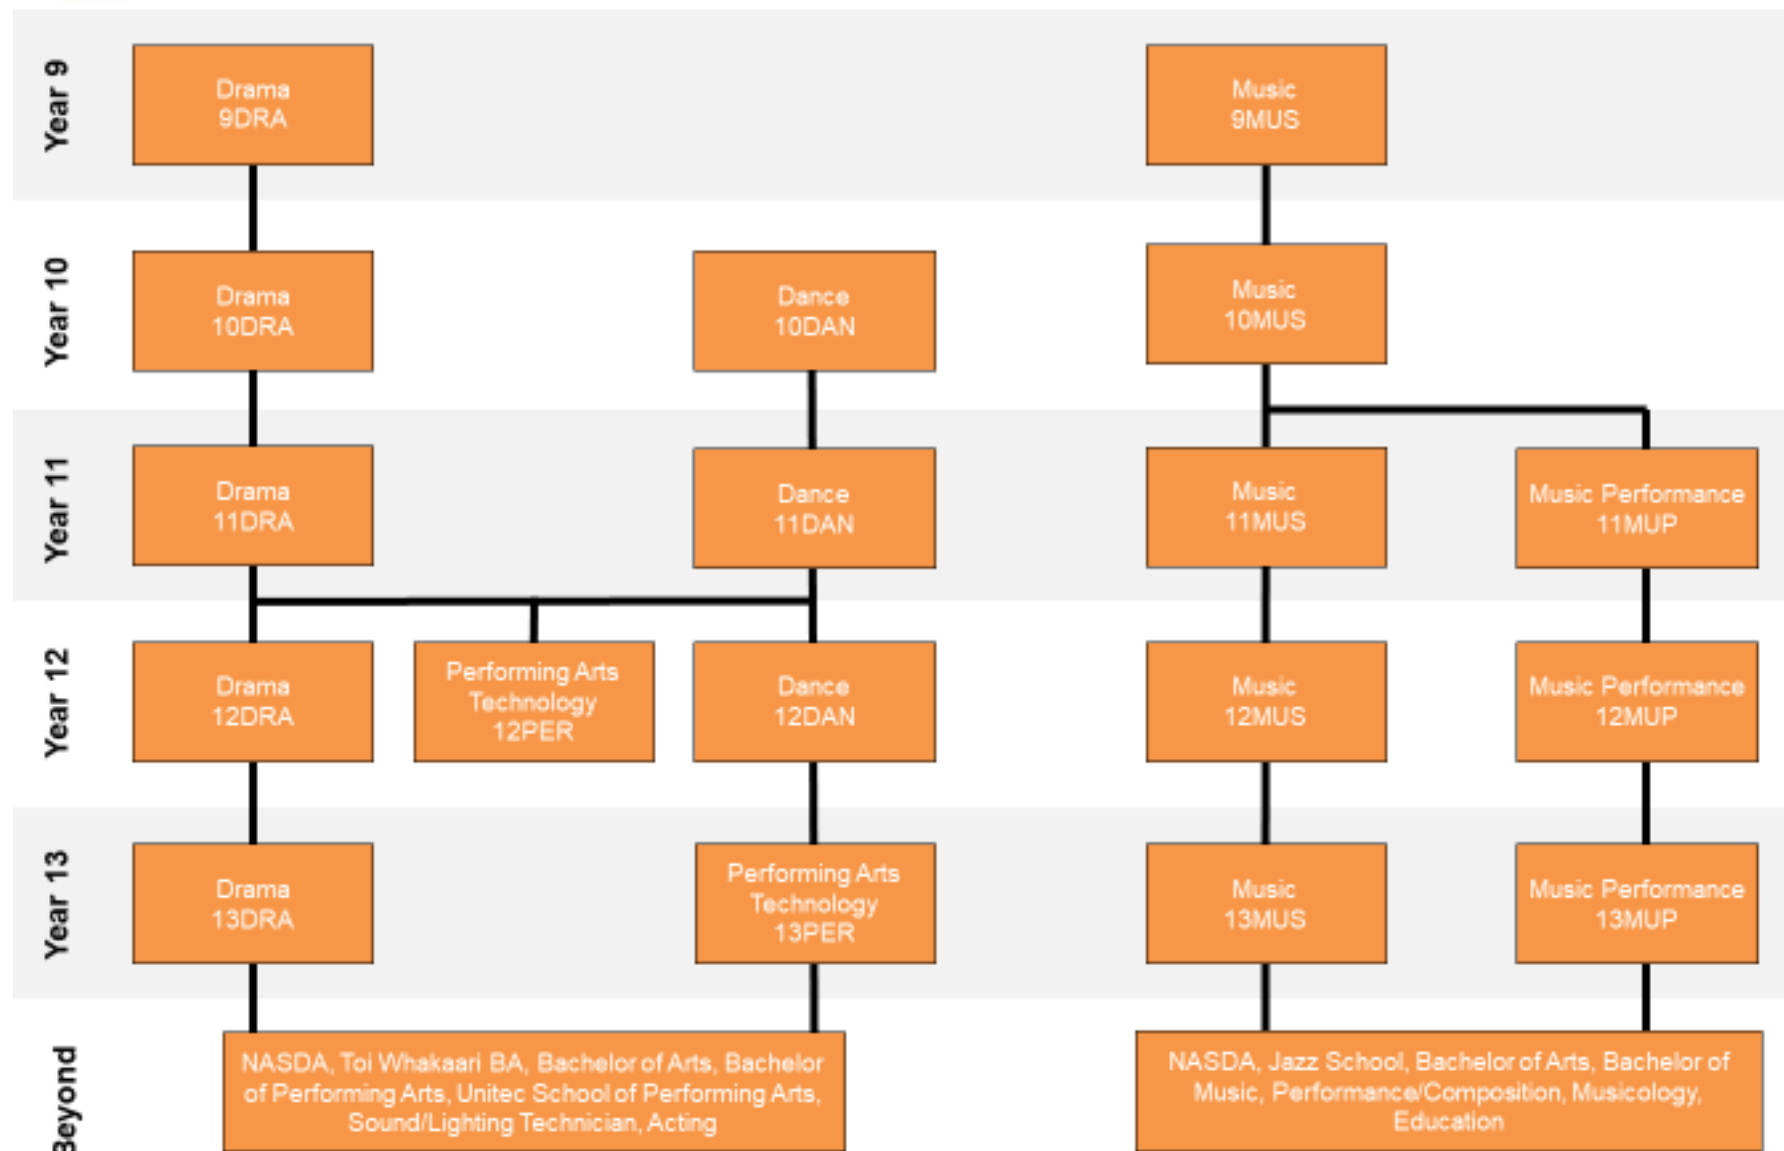 Year 9
Drama
9DRA
Music
9MUS
Year 10
Drama
10DRA
Dance
10DAN
Music
10MUS
Year 11
Drama
11DRA
Dance
11DAN
Music
11MUS
Music Performance
11MUP
Year 12
Drama
12DRA
Performing Arts
Technology
12PER
Dance
12DAN
Music
12MUS
Music Performance
12MUP
Year 13
Drama
13DRA
Performing Arts
Technology
13PER
Music
13MUS
Music Performance
13MUP
Beyond
NASDA, Toi Whakaari BA, Bachelor of Arts, Bachelor
of Performing Arts, Unitec School of Performing Arts,
Sound/Lighting Technician, Acting
NASDA, Jazz School, Bachelor of Arts, Bachelor of
Music, Performance/Composition, Musicology,
Education